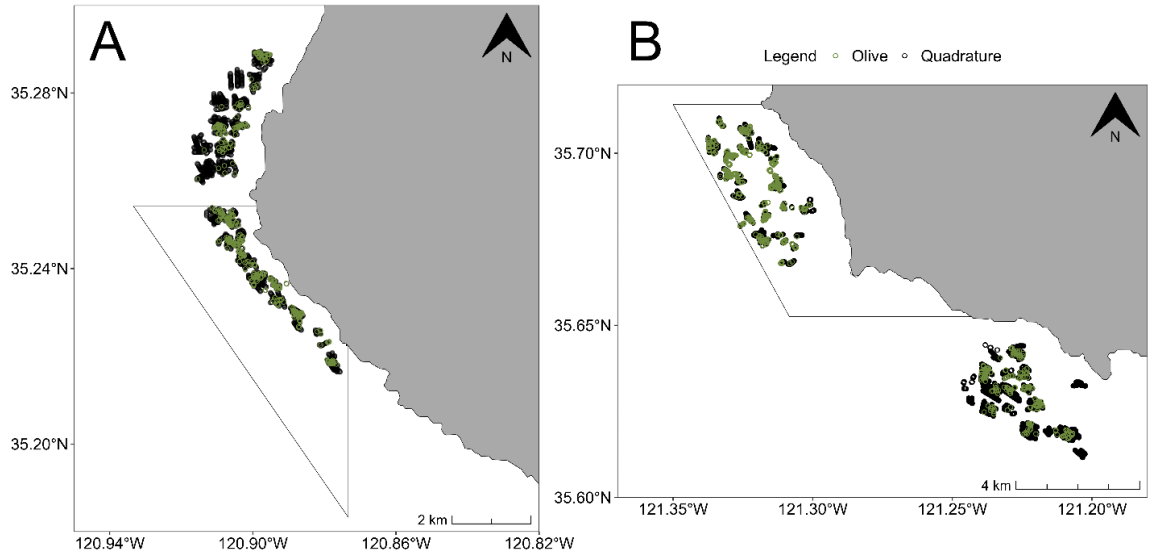 A
N
35.28°N
35.24°N
35.20°N
2 km
120.94°W 120.90°W 120.86°W 120.82°W
B
Legend Olive Quadrature
N
35.70°N
35.65°N
35.60°N
4 km
121.35°W 121.30°W 121.25°W 121.20°W